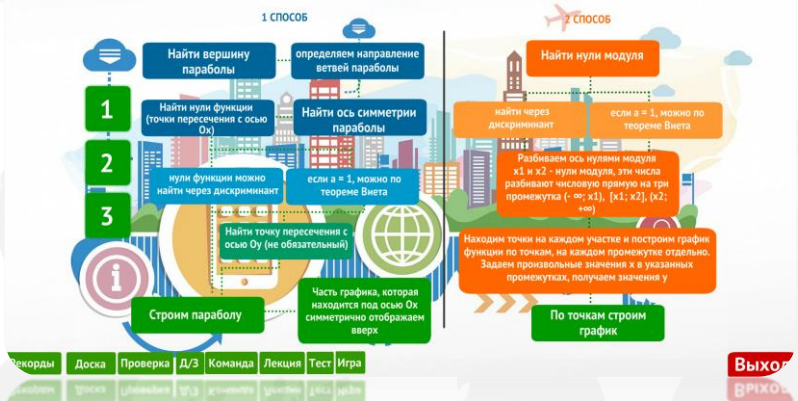 1 СПОСОБ
Найти вершину
параболы
определяем направление
ветвей параболы
1
Найти нули функции
(точки пересечения с осью
Ox)
Найти ось симметрии
параболы
2
нули функции можно
найти через дискриминант
если а = 1, можно по
теореме Виета
3
Найти точку пересечения с
осью Оу (не обязательный)
Строим параболу
Часть графика, которая
находится под осью Ох
симметрично отображаем
вверх
2 СПОСОБ
Найти нули модуля
найти через
дискриминант
если а = 1, можно по
теореме Виета
Разбиваем ось нулями модуля
х1 и х2 - нули модуля, эти числа
разбивают числовую прямую на три
промежутка (- ∞; х1), [х1; х2], (х2;
+∞)
Находим точки на каждом участке и построим график
функции по точкам, на каждом промежутке отдельно.
Задаем произвольные значения х в указанных
промежутках, получаем значения у
По точкам строим
график
Рекорды Доска Проверка Д/З Команда Лекция Тест Игра
Выход